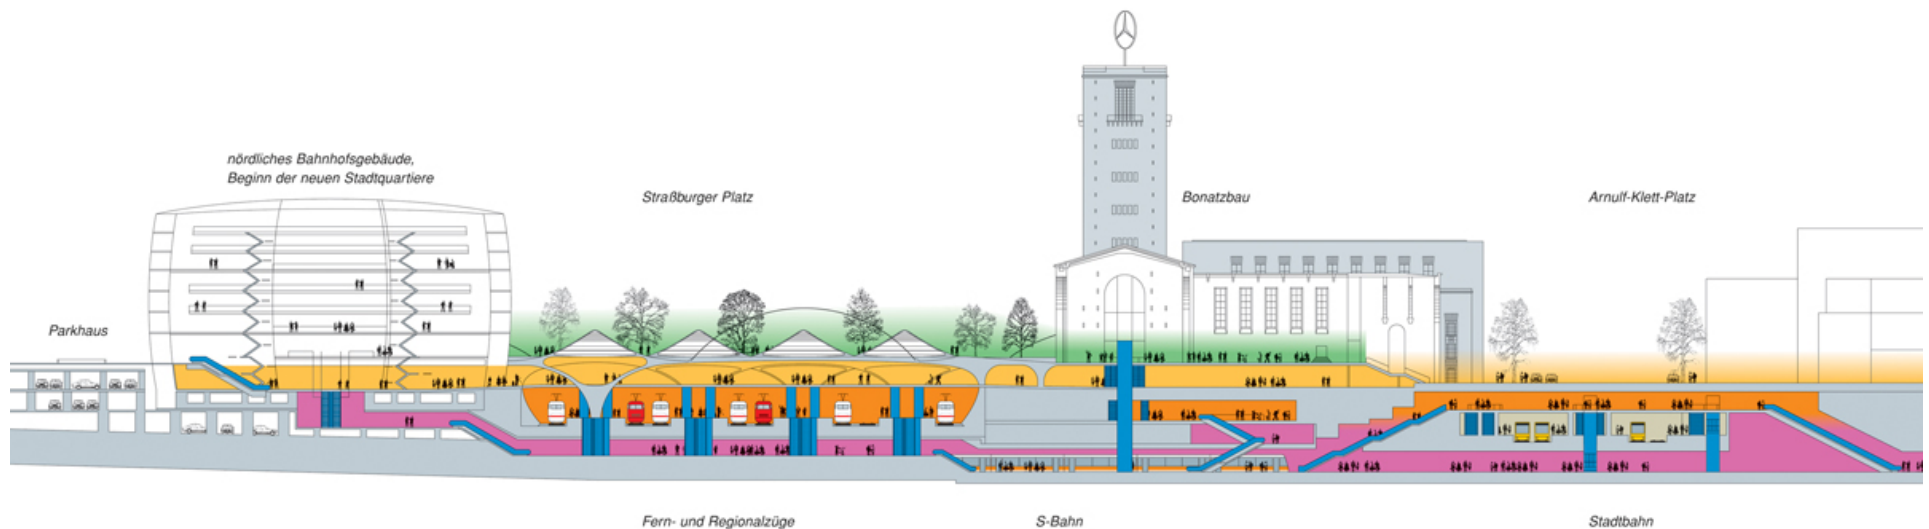 nördliches Bahnhofsgebäude,
Beginn der neuen Stadtquartiere
Straßburger Platz
Bonatzbau
Arnulf-Klett-Platz
Parkhaus
Fern- und Regionalzüge
S-Bahn
Stadtbahn